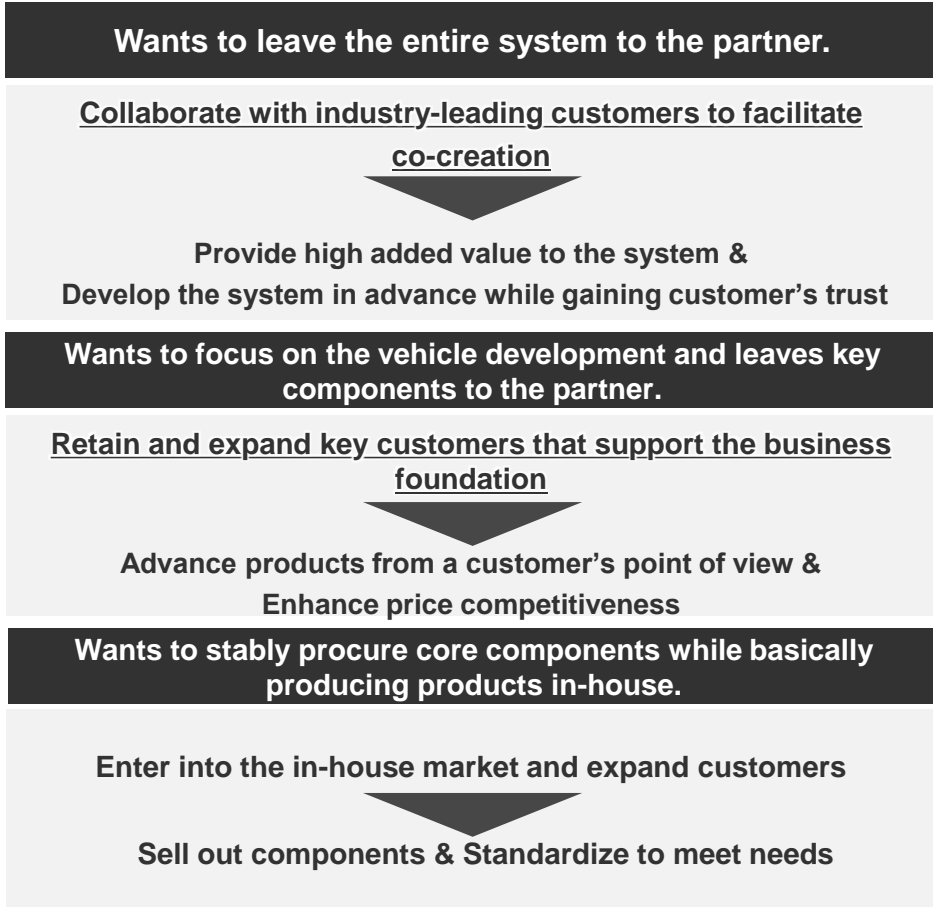 Wants to leave the entire system to the partner.
Collaborate with industry-leading customers to facilitate
co-creation
Provide high added value to the system &
Develop the system in advance while gaining customer’s trust
Wants to focus on the vehicle development and leaves key
components to the partner.
Retain and expand key customers that support the business
foundation
Advance products from a customer’s point of view &
Enhance price competitiveness
Wants to stably procure core components while basically
producing products in-house.
Enter into the in-house market and expand customers
Sell out components & Standardize to meet needs